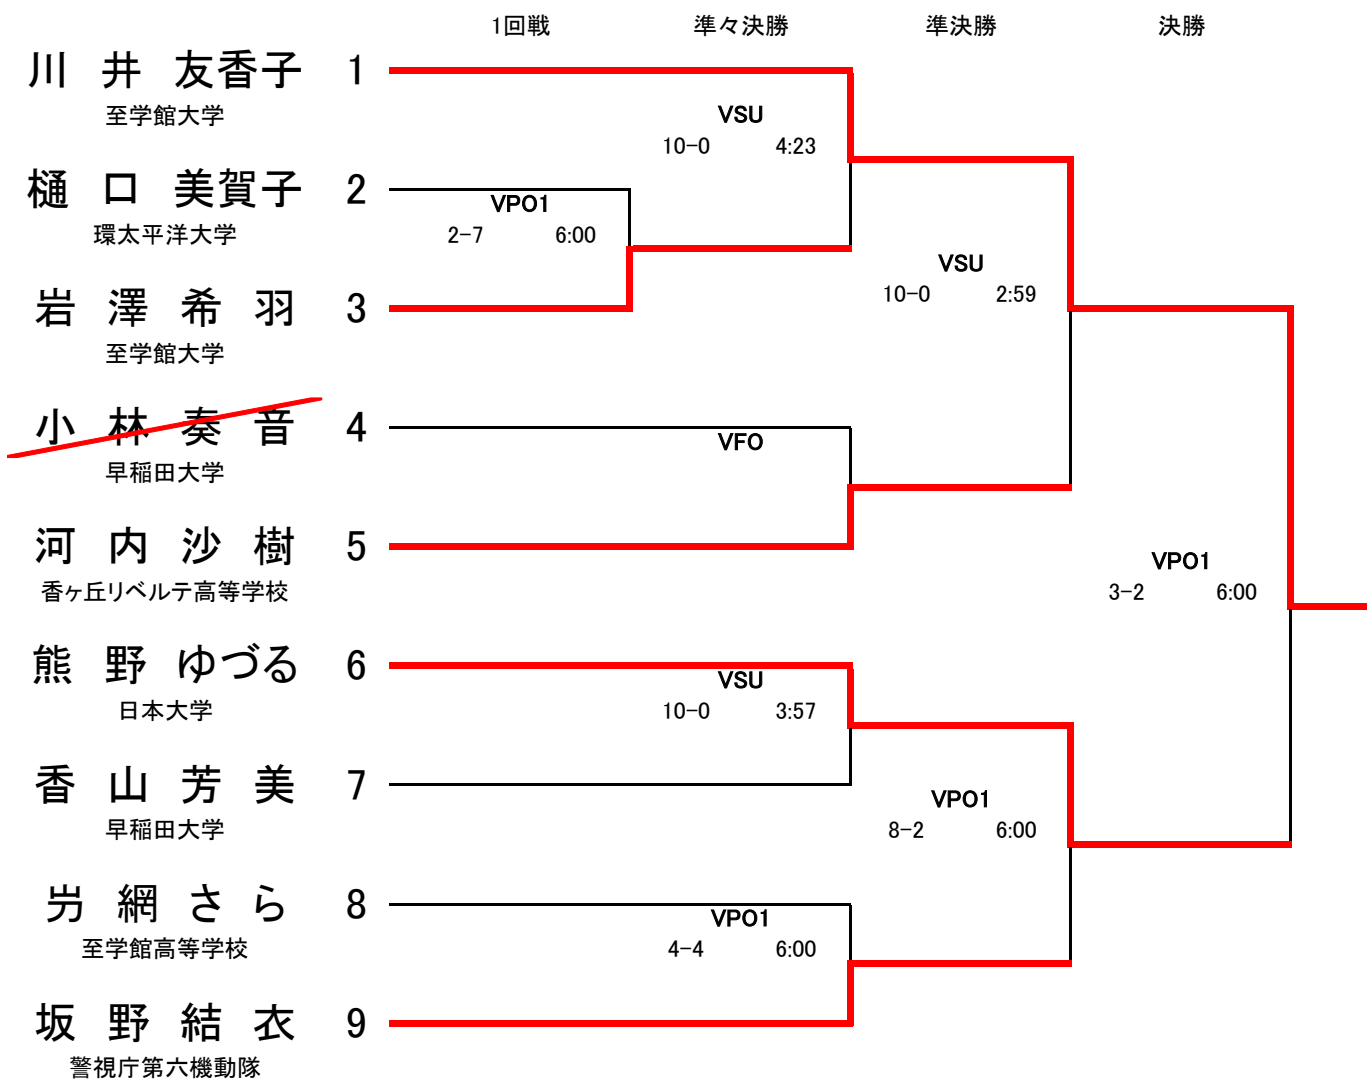 1回戦 準々決勝 準決勝 決勝
川 井 友香子 1
至学館大学
VSU
10-0 4:23
樋 口 美賀子 2
環太平洋大学
VPO1
2-7 6:00
岩 澤 希 羽 3
至学館大学
VSU
10-0 2:59
小 林 奏 音 4
早稲田大学
VFO
河 内 沙 樹 5
香ヶ丘リベルテ高等学校
VPO1
3-2 6:00
熊 野 ゆづる 6
日本大学
VSU
10-0 3:57
香 山 芳 美 7
早稲田大学
VPO1
8-2 6:00
屶 網 さ ら 8
至学館高等学校
VPO1
4-4 6:00
坂 野 結 衣 9
警視庁第六機動隊